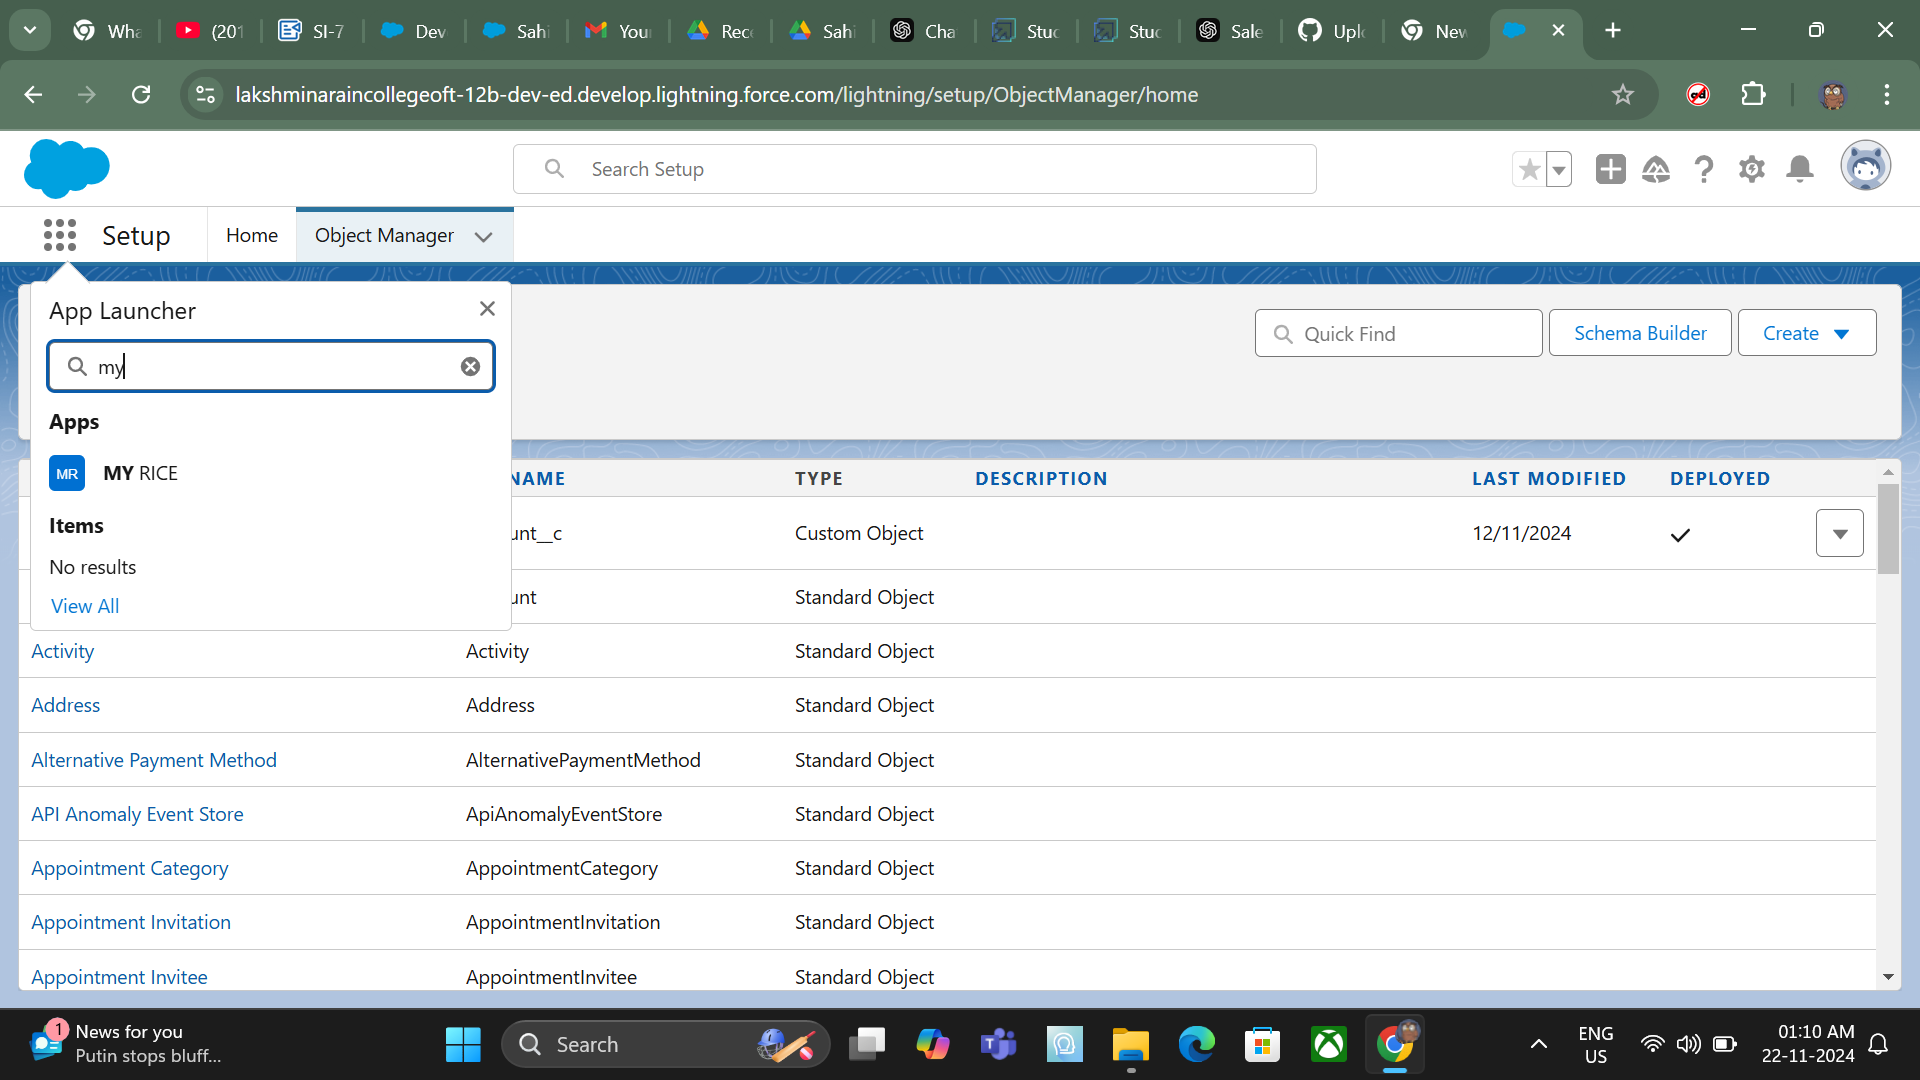 Wha
(201
SI-7
Dev
Sahi
You
Rec
Sahi
Cha
Stuc
Stuc
Sale
Uplo
New
lakshminaraincollegeoft-12b-dev-ed.develop.lightning.force.com/lightning/setup/ObjectManager/home
Search Setup
Setup
Home
Object Manager
App Launcher
my
Apps
MR MY RICE
Items
No results
View All
Quick Find
Schema Builder
Create
NAME TYPE DESCRIPTION LAST MODIFIED DEPLOYED
unt__c Custom Object 12/11/2024
unt Standard Object
Activity Activity Standard Object
Address Address Standard Object
Alternative Payment Method AlternativePaymentMethod Standard Object
API Anomaly Event Store ApiAnomalyEventStore Standard Object
Appointment Category AppointmentCategory Standard Object
Appointment Invitation AppointmentInvitation Standard Object
Appointment Invitee AppointmentInvitee Standard Object
1
News for you
Putin stops bluff...
Search
ENG
US
01:10 AM
22-11-2024